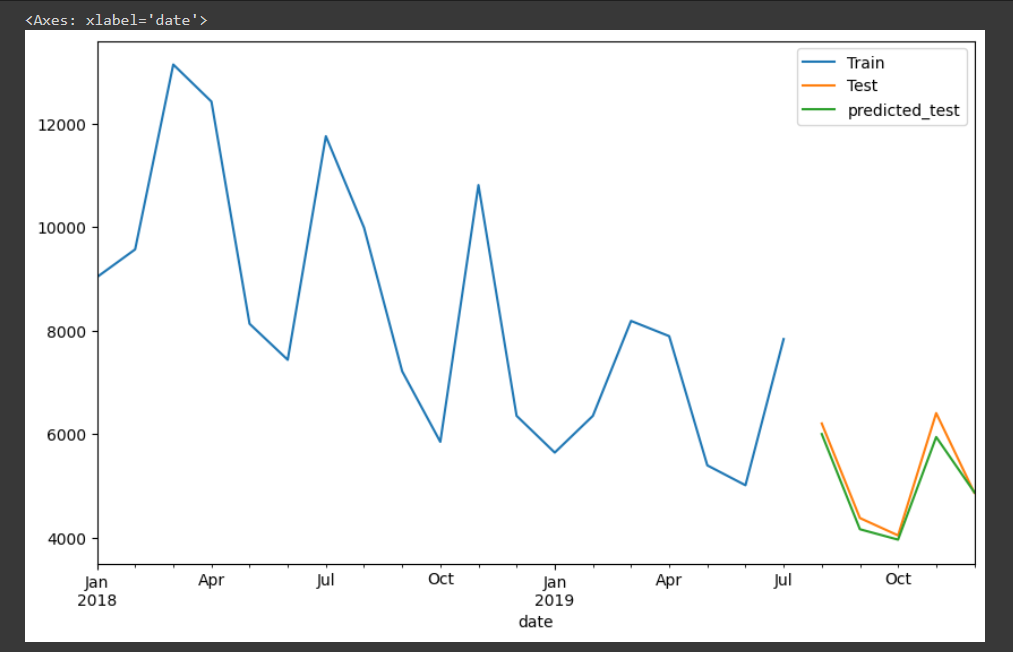 <Axes: xlabel='date'>
Train
Test
predicted_test
12000
10000
8000
6000
4000
Jan Apr Jul Oct Jan Apr Jul Oct
2018 2019
date